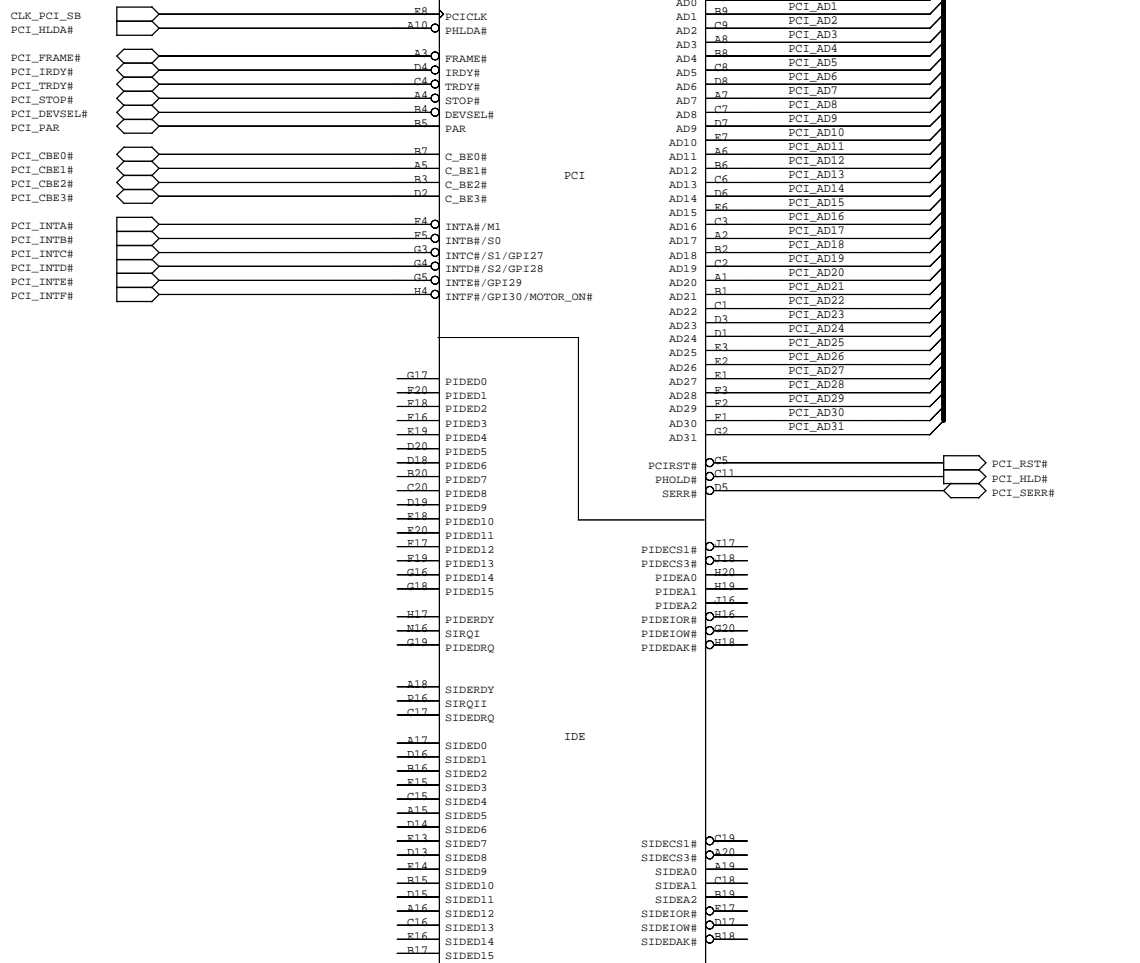 CLK_PCI_SB E8 PCICLK
PCI_HLDA# A10 PHLDA#
PCI_FRAME# A3 FRAME#
PCI_IRDY# D4 IRDY#
PCI_TRDY# C4 TRDY#
PCI_STOP# A4 STOP#
PCI_DEVSEL# B4 DEVSEL#
PCI_PAR B5 PAR
PCI_CBE0# B7 C_BE0#
PCI_CBE1# A5 C_BE1#
PCI_CBE2# B3 C_BE2#
PCI_CBE3# D2 C_BE3#
PCI_INTA# INTA#/M1
PCI_INTB# INTB#/S0
PCI_INTC# G3 INTC#/S1/GPI27
PCI_INTD# G4 INTD#/S2/GPI28
PCI_INTE# G5 INTE#/GPI29
PCI_INTF# H4 INTF#/GPI30/MOTOR_ON#
PCI
AD0
AD1 B9 PCI_AD1
AD2 C9 PCI_AD2
AD3 A8 PCI_AD3
AD4 B8 PCI_AD4
AD5 C8 PCI_AD5
AD6 D8 PCI_AD6
AD7 A7 PCI_AD7
AD8 C7 PCI_AD8
AD9 D7 PCI_AD9
AD10 E7 PCI_AD10
AD11 A6 PCI_AD11
AD12 B6 PCI_AD12
AD13 C6 PCI_AD13
AD14 D6 PCI_AD14
AD15 E6 PCI_AD15
AD16 C3 PCI_AD16
AD17 A2 PCI_AD17
AD18 B2 PCI_AD18
AD19 C2 PCI_AD19
AD20 A1 PCI_AD20
AD21 B1 PCI_AD21
AD22 C1 PCI_AD22
AD23 D3 PCI_AD23
AD24 D1 PCI_AD24
AD25 E3 PCI_AD25
AD26 E2 PCI_AD26
AD27 E1 PCI_AD27
AD28 F3 PCI_AD28
AD29 F2 PCI_AD29
AD30 F1 PCI_AD30
AD31 G2 PCI_AD31
PCIRST# C5 PCI_RST#
PHOLD# C11 PCI_HLD#
SERR# D5 PCI_SERR#
G17 PIDED0
F20 PIDED1
F18 PIDED2
F16 PIDED3
E19 PIDED4
D20 PIDED5
D18 PIDED6
B20 PIDED7
C20 PIDED8
D19 PIDED9
E18 PIDED10
E20 PIDED11
F17 PIDED12
F19 PIDED13
G16 PIDED14
G18 PIDED15
H17 PIDERDY
N16 SIRQI
G19 PIDEDRQ
PIDECS1# J17
PIDECS3# J18
PIDEA0 H20
PIDEA1 H19
PIDEA2 J16
PIDEIOR# H16
PIDEIOW# G20
PIDEDAK# H18
A18 SIDERDY
P16 SIRQII
C17 SIDEDRQ
IDE
A17 SIDED0
D16 SIDED1
B16 SIDED2
E15 SIDED3
C15 SIDED4
A15 SIDED5
D14 SIDED6
E13 SIDED7
D13 SIDED8
E14 SIDED9
B15 SIDED10
D15 SIDED11
A16 SIDED12
C16 SIDED13
E16 SIDED14
B17 SIDED15
SIDECS1# C19
SIDECS3# A20
SIDEA0 A19
SIDEA1 C18
SIDEA2 B19
SIDEIOR# E17
SIDEIOW# D17
SIDEDAK# B18